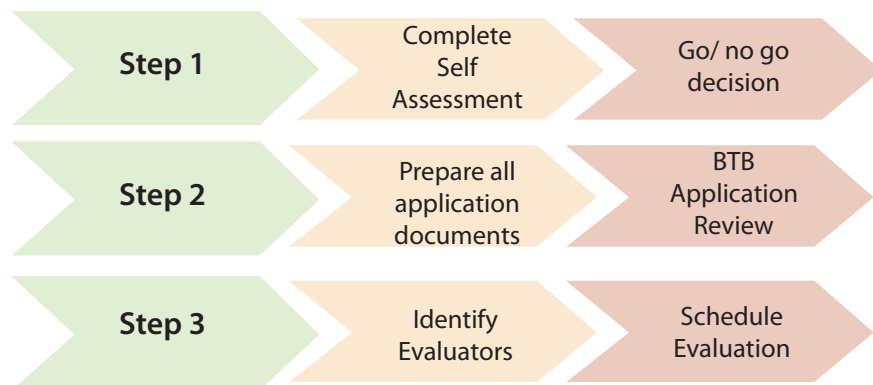 Step 1
Complete
Self
Assessment
Go/ no go
decision
Step 2
Prepare all
application
documents
BTB
Application
Review
Step 3
Identify
Evaluators
Schedule
Evaluation